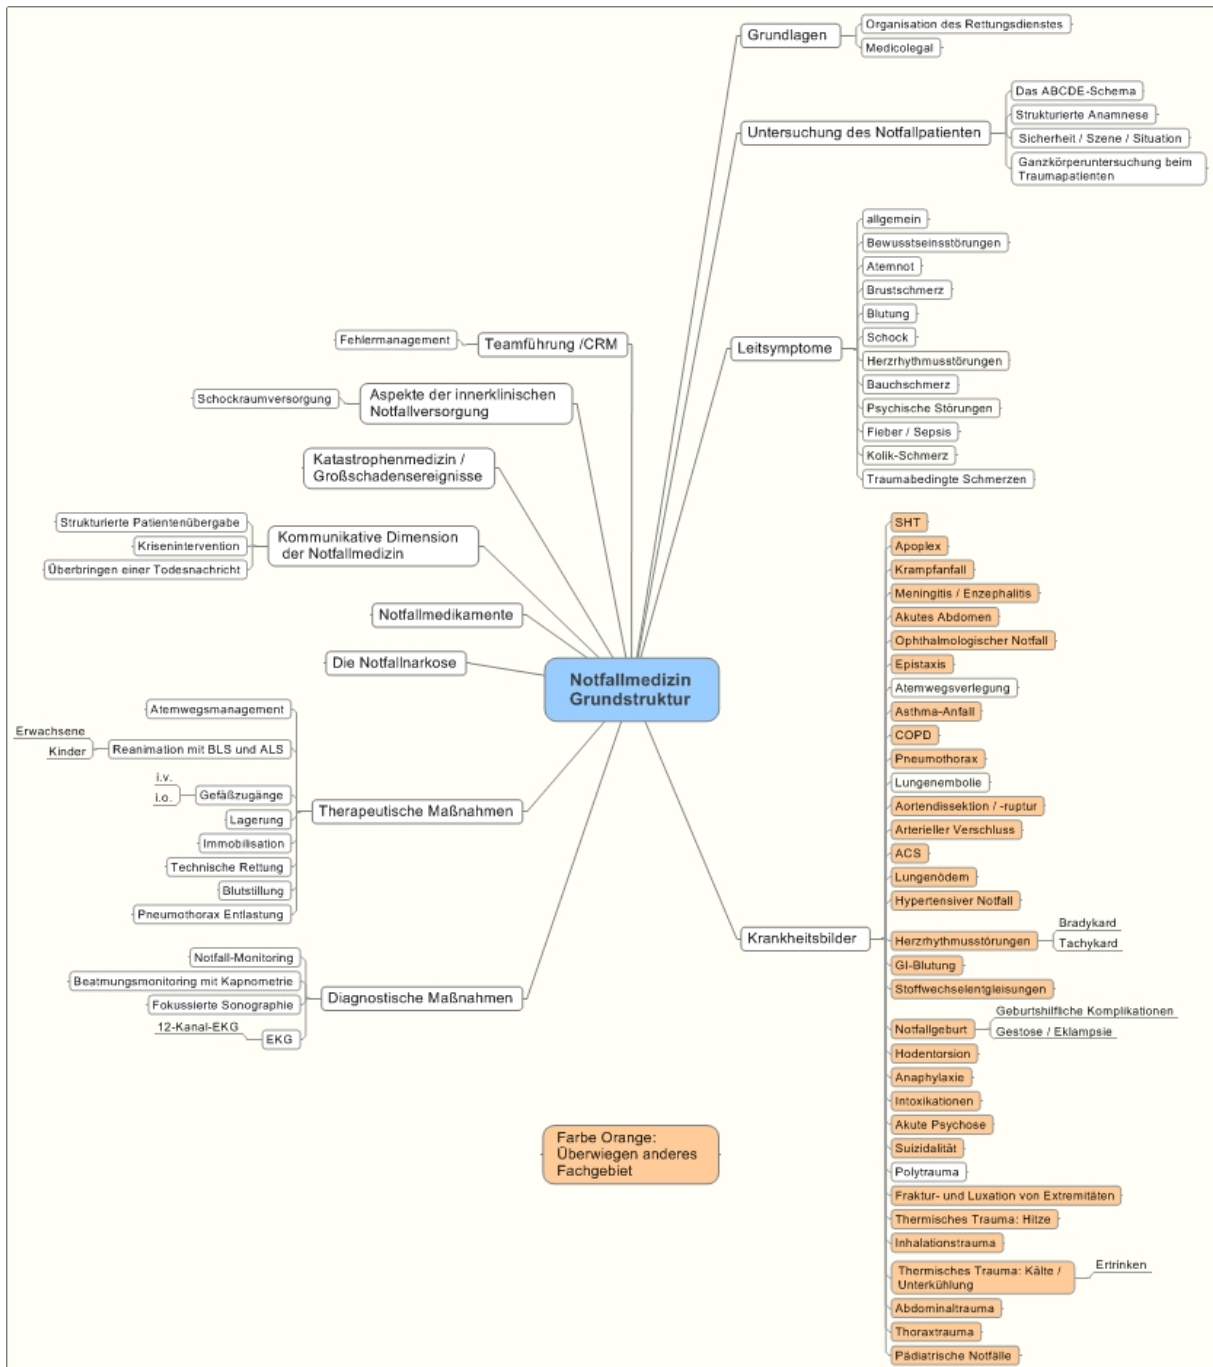 Grundlagen
Organisation des Rettungsdienstes
Medicolegal
Untersuchung des Notfallpatienten
Das ABCDE-Schema
Strukturierte Anamnese
Sicherheit / Szene / Situation
Ganzkörperuntersuchung beim
Traumapatienten
Leitsymptome
allgemein
Bewusstseinsstörungen
Atemnot
Brustschmerz
Blutung
Schock
Herzrhythmusstörungen
Bauchschmerz
Psychische Störungen
Fieber / Sepsis
Kolik-Schmerz
Traumabedingte Schmerzen
Teamführung /CRM
Fehlermanagement
Aspekte der innerklinischen
Notfallversorgung
Schockraumversorgung
Katastrophenmedizin /
Großschadensereignisse
Kommunikative Dimension
der Notfallmedizin
Strukturierte Patientenübergabe
Krisenintervention
Überbringen einer Todesnachricht
Notfallmedikamente
Die Notfallnarkose
Notfallmedizin
Grundstruktur
Therapeutische Maßnahmen
Atemwegsmanagement
Reanimation mit BLS und ALS
Erwachsene
Kinder
Gefäßzugänge
i.v.
i.o.
Lagerung
Immobilisation
Technische Rettung
Blutstillung
Pneumothorax Entlastung
Diagnostische Maßnahmen
Notfall-Monitoring
Beatmungsmonitoring mit Kapnometrie
Fokussierte Sonographie
EKG
12-Kanal-EKG
Krankheitsbilder
SHT
Apoplex
Krampfanfall
Meningitis / Enzephalitis
Akutes Abdomen
Ophthalmologischer Notfall
Epistaxis
Atemwegsverlegung
Asthma-Anfall
COPD
Pneumothorax
Lungenembolie
Aortendissektion / -ruptur
Arterieller Verschluss
ACS
Lungenödem
Hypertensiver Notfall
Herzrhythmusstörungen
Bradykard
Tachykard
GI-Blutung
Stoffwechselentgleisungen
Notfallgeburt
Geburtshilfliche Komplikationen
Gestose / Eklampsie
Hodentorsion
Anaphylaxie
Intoxikationen
Akute Psychose
Suizidalität
Polytrauma
Fraktur- und Luxation von Extremitäten
Thermisches Trauma: Hitze
Inhalationstrauma
Thermisches Trauma: Kälte /
Unterkühlung
Ertrinken
Abdominaltrauma
Thoraxtrauma
Pädiatrische Notfälle
Farbe Orange:
Überwiegen anderes
Fachgebiet